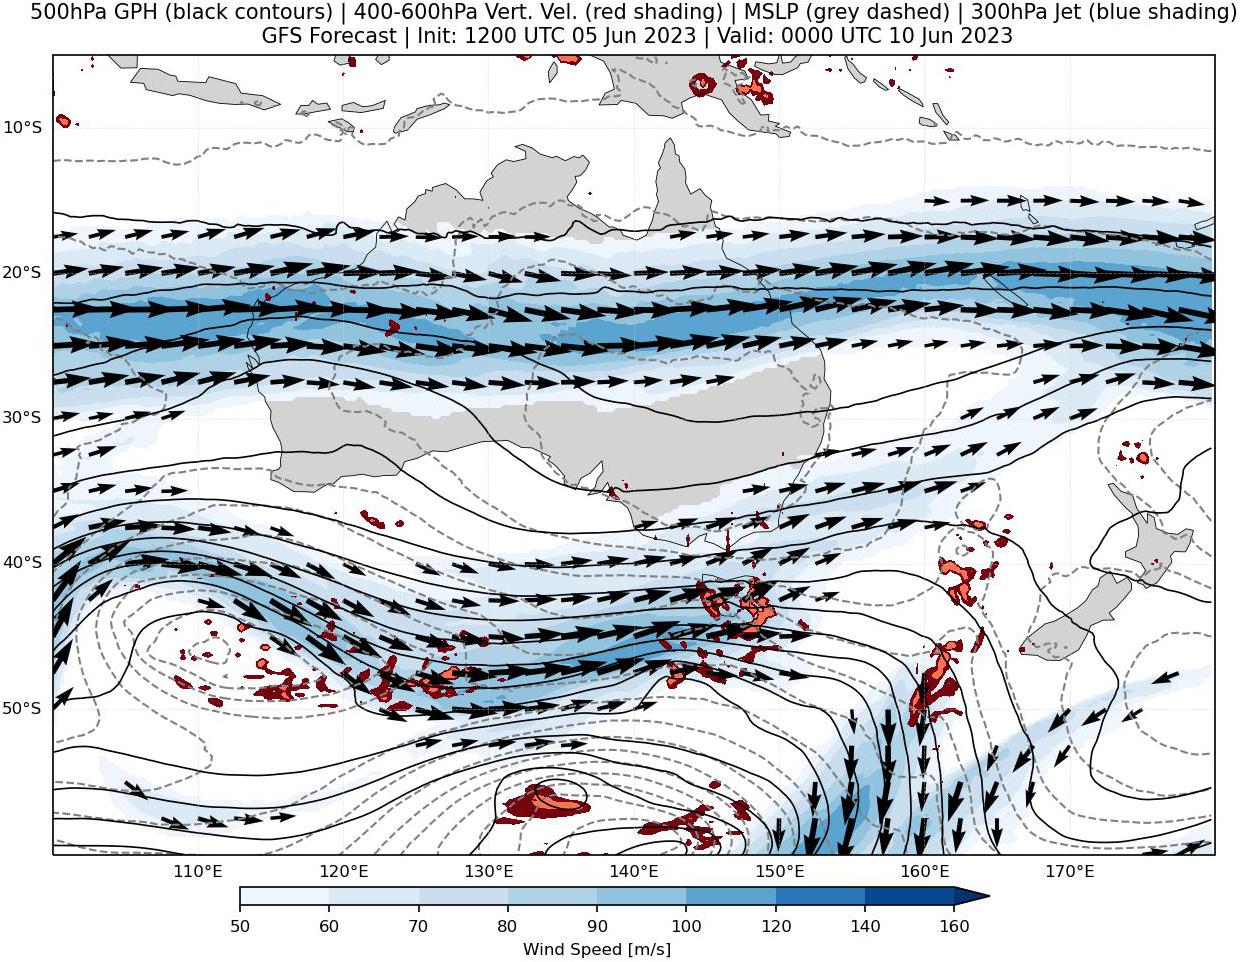 500hPa GPH (black contours) | 400-600hPa Vert. Vel. (red shading) | MSLP (grey dashed) | 300hPa Jet (blue shading)
GFS Forecast | Init: 1200 UTC 05 Jun 2023 | Valid: 0000 UTC 10 Jun 2023
10°S
20°S
30°S
40°S
50°S
110°E 120°E 130°E 140°E 150°E 160°E 170°E
50 60 70 80 90 100 120 140 160
Wind Speed [m/s]